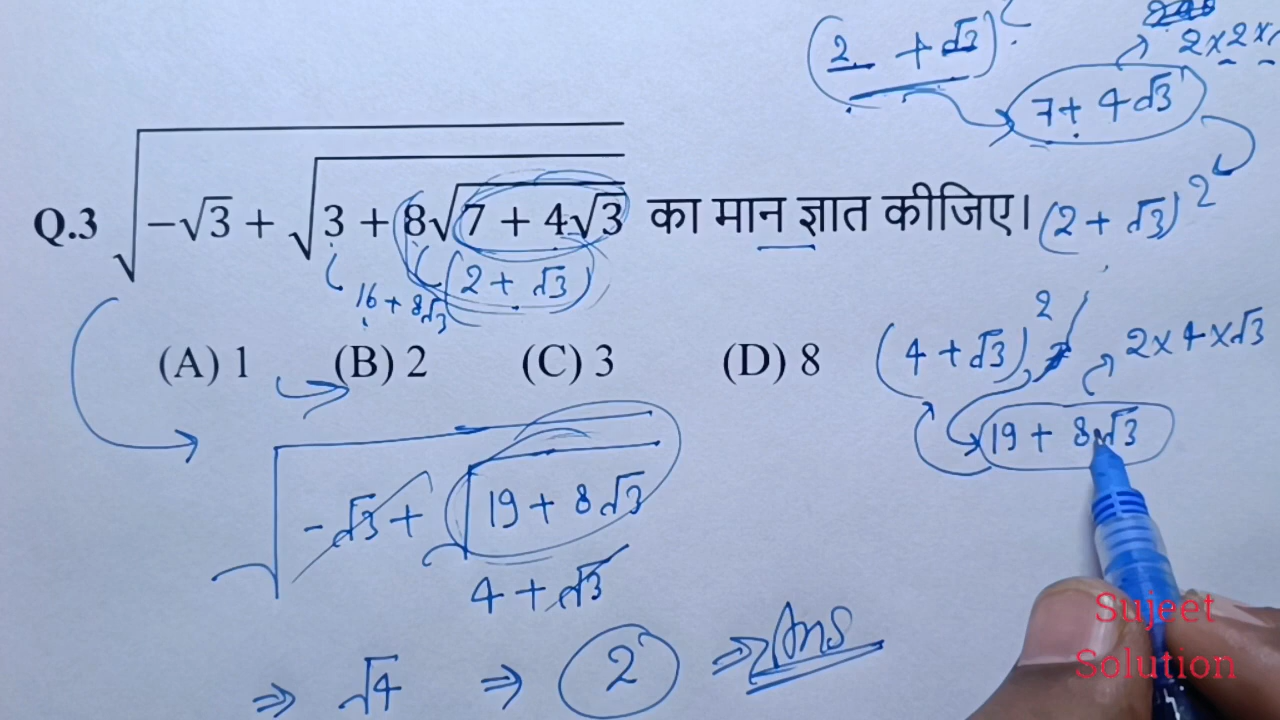 (2 + √3)²
2×2×
7 + 4√3
Q.3 √(-√3 + √(3 + 8√(7 + 4√3))) का मान ज्ञात कीजिए।
(2 + √3)²
(2 + √3)
16 + 8√3
(A) 1 (B) 2 (C) 3 (D) 8
(4 + √3)²
2×4×√3
19 + 8√3
√(-√3 + √(19 + 8√3))
4 + √3
⇒ √4 ⇒ 2 ⇒ Ans
Sujeet
Solution